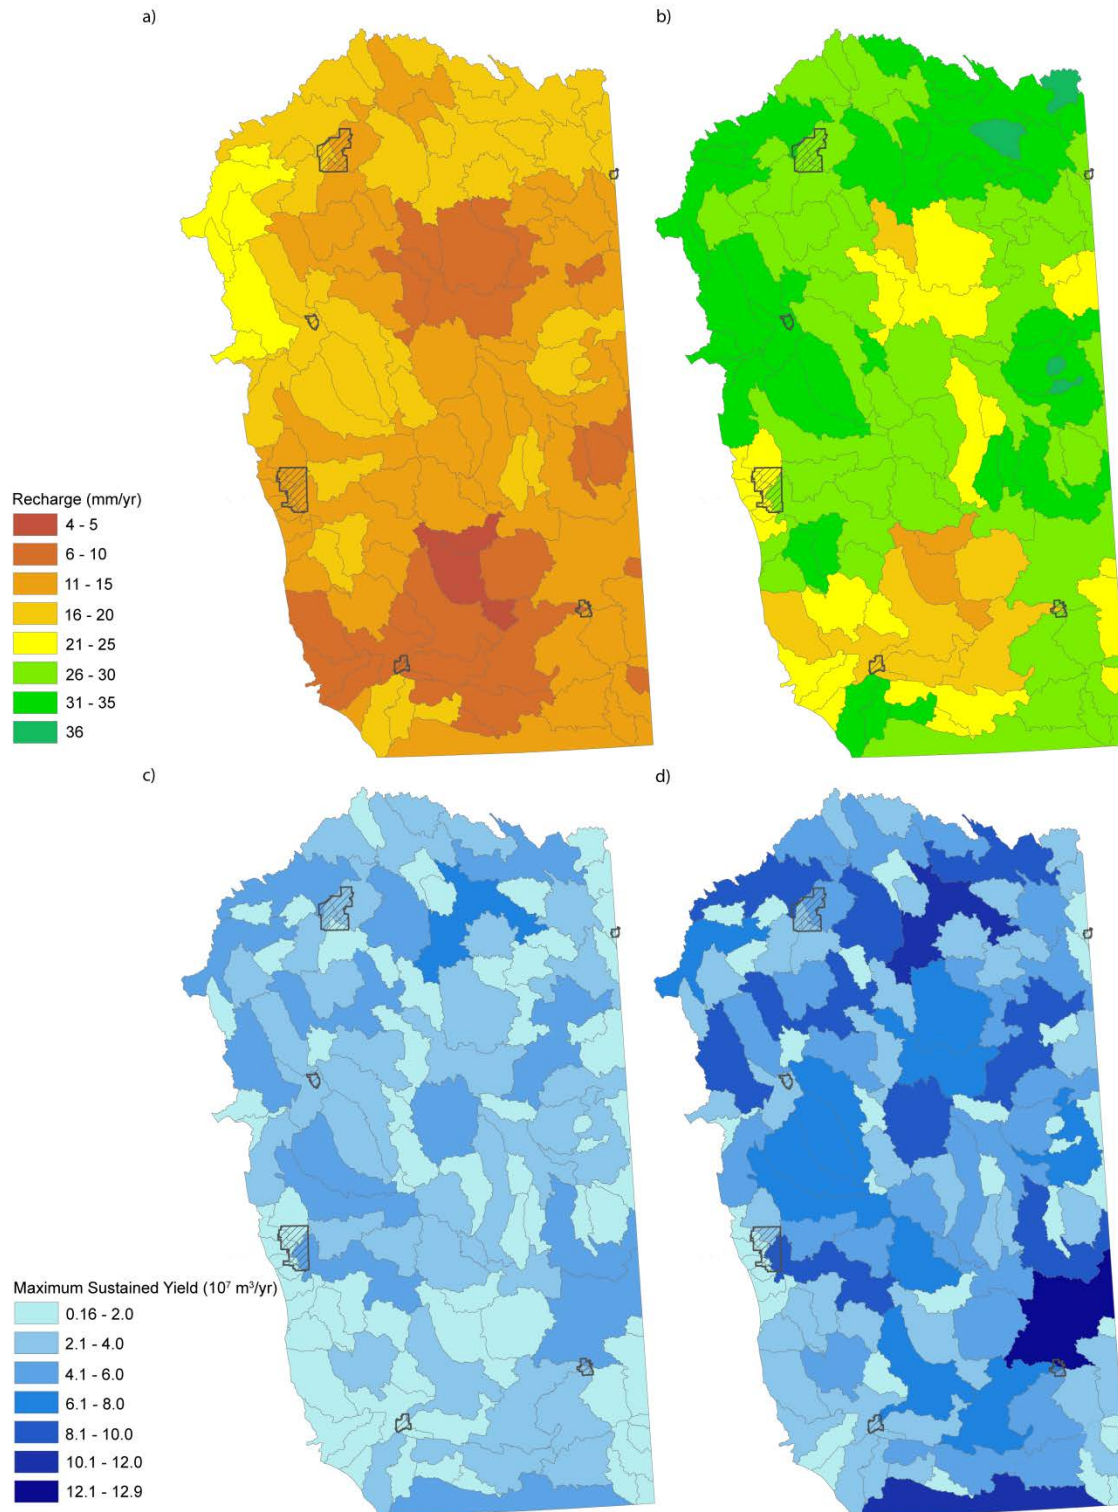 a)
b)
Recharge (mm/yr)
4 - 5
6 - 10
11 - 15
16 - 20
21 - 25
26 - 30
31 - 35
36
c)
d)
Maximum Sustained Yield (10⁷ m³/yr)
0.16 - 2.0
2.1 - 4.0
4.1 - 6.0
6.1 - 8.0
8.1 - 10.0
10.1 - 12.0
12.1 - 12.9